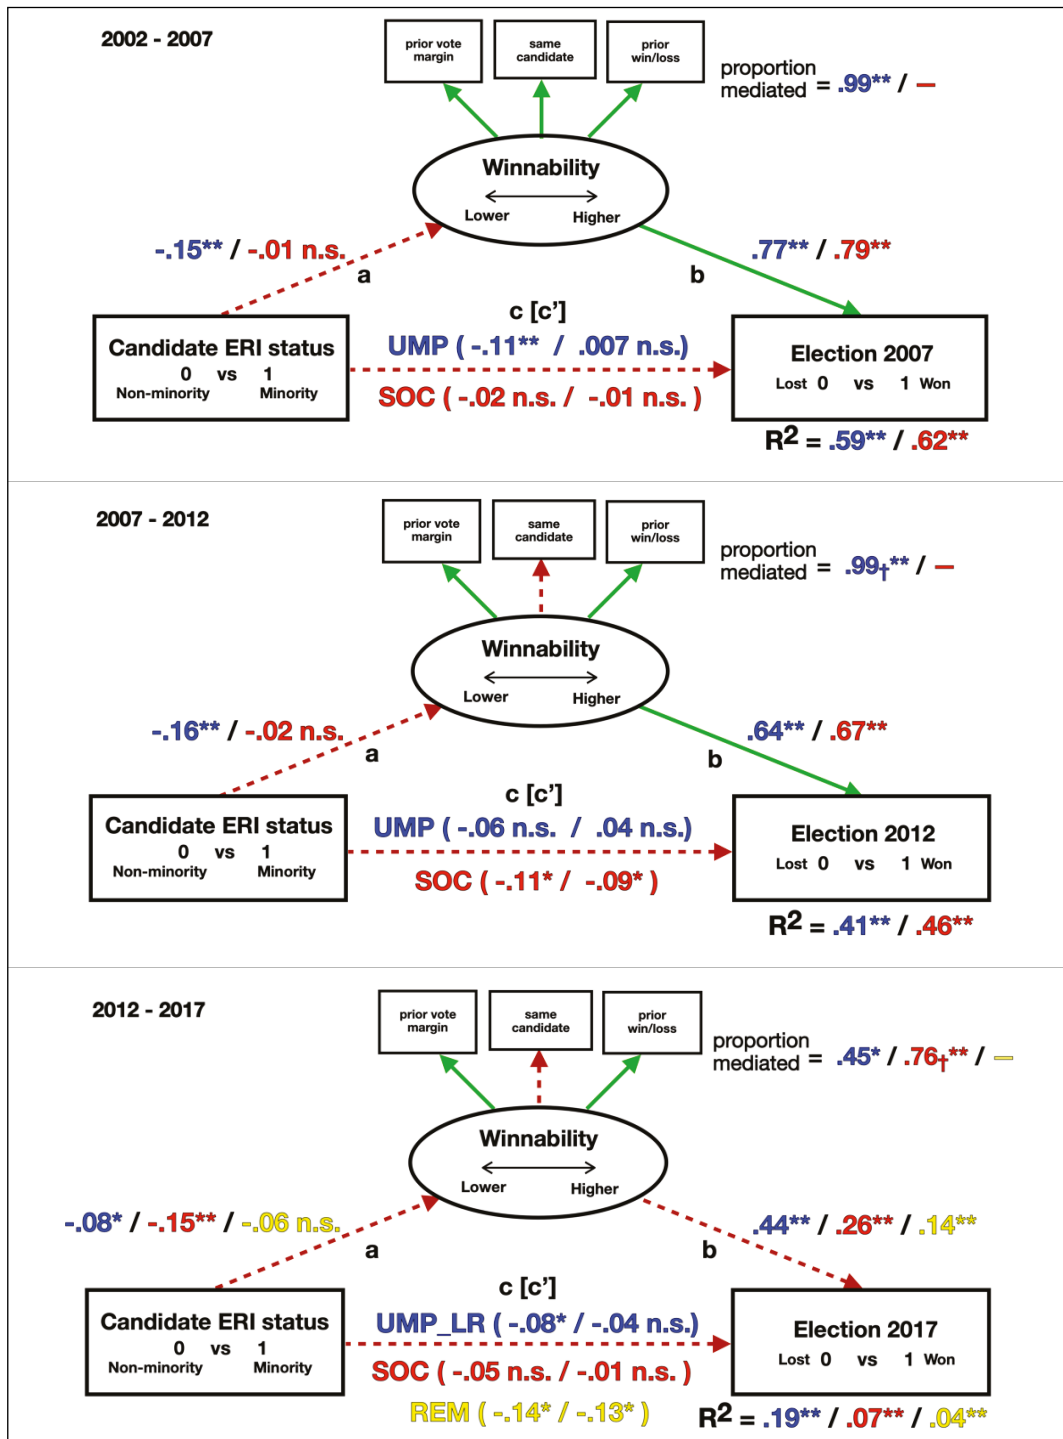 2002 - 2007
prior vote margin
same candidate
prior win/loss
proportion mediated = .99** / —
Winnability
Lower Higher
-.15** / -.01 n.s.
a
b
.77** / .79**
c [c']
Candidate ERI status
0 vs 1
Non-minority Minority
UMP ( -.11** / .007 n.s.)
SOC ( -.02 n.s. / -.01 n.s. )
Election 2007
Lost 0 vs 1 Won
R2 = .59** / .62**
2007 - 2012
prior vote margin
same candidate
prior win/loss
proportion mediated = .99†** / —
Winnability
Lower Higher
-.16** / -.02 n.s.
a
b
.64** / .67**
c [c']
Candidate ERI status
0 vs 1
Non-minority Minority
UMP (-.06 n.s. / .04 n.s.)
SOC ( -.11* / -.09* )
Election 2012
Lost 0 vs 1 Won
R2 = .41** / .46**
2012 - 2017
prior vote margin
same candidate
prior win/loss
proportion mediated = .45* / .76†** / —
Winnability
Lower Higher
-.08* / -.15** / -.06 n.s.
a
b
.44** / .26** / .14**
c [c']
Candidate ERI status
0 vs 1
Non-minority Minority
UMP_LR ( -.08* / -.04 n.s.)
SOC ( -.05 n.s. / -.01 n.s. )
REM ( -.14* / -.13* )
Election 2017
Lost 0 vs 1 Won
R2 = .19** / .07** / .04**